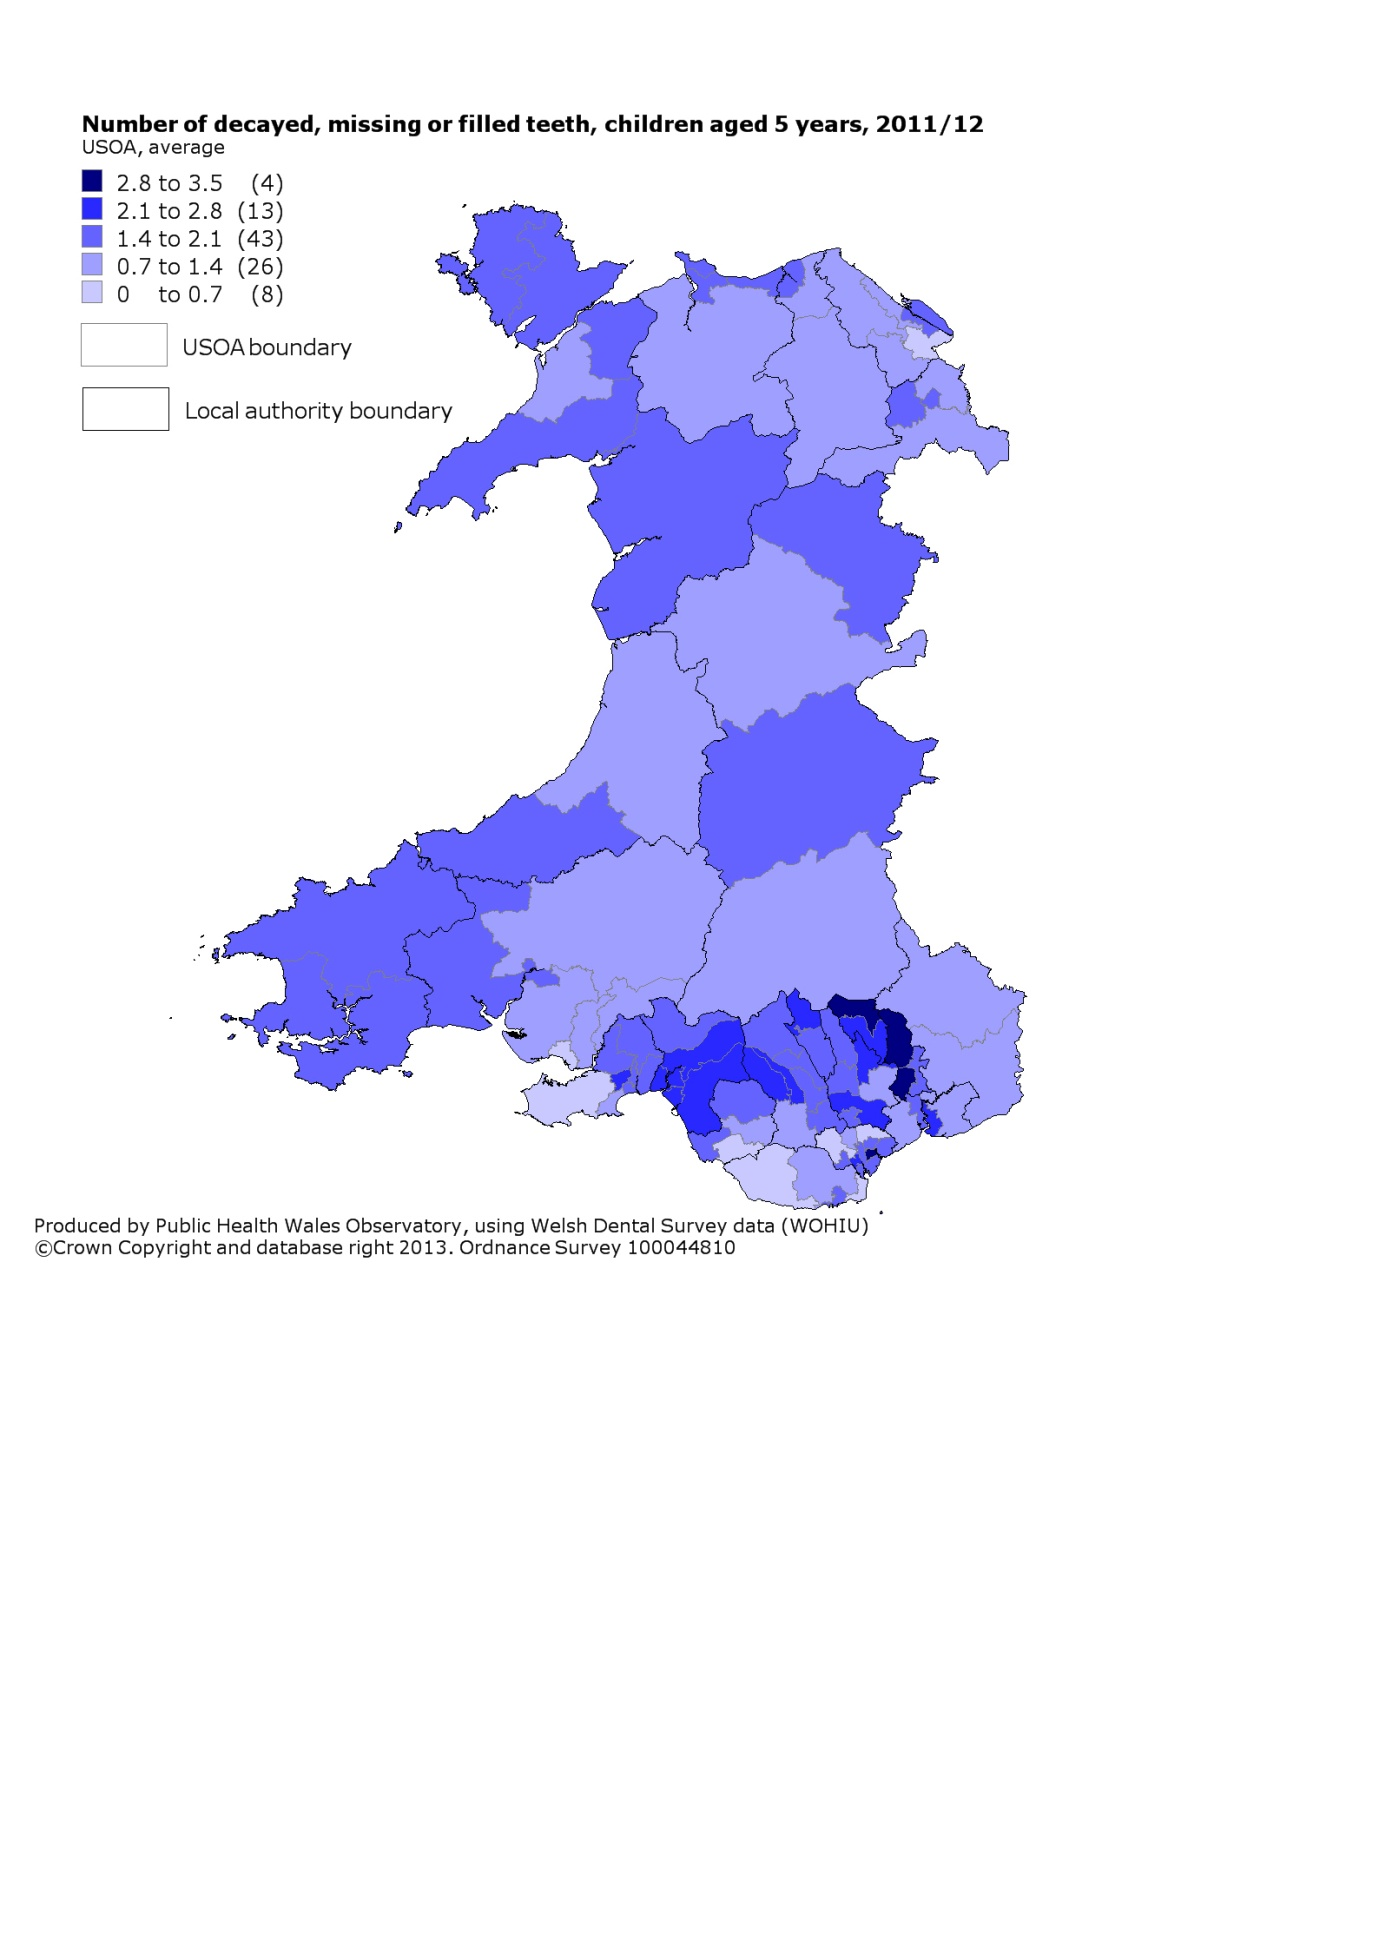 Number of decayed, missing or filled teeth, children aged 5 years, 2011/12
USOA, average
2.8 to 3.5 (4)
2.1 to 2.8 (13)
1.4 to 2.1 (43)
0.7 to 1.4 (26)
0 to 0.7 (8)
USOA boundary
Local authority boundary
Produced by Public Health Wales Observatory, using Welsh Dental Survey data (WOHIU)
©Crown Copyright and database right 2013. Ordnance Survey 100044810